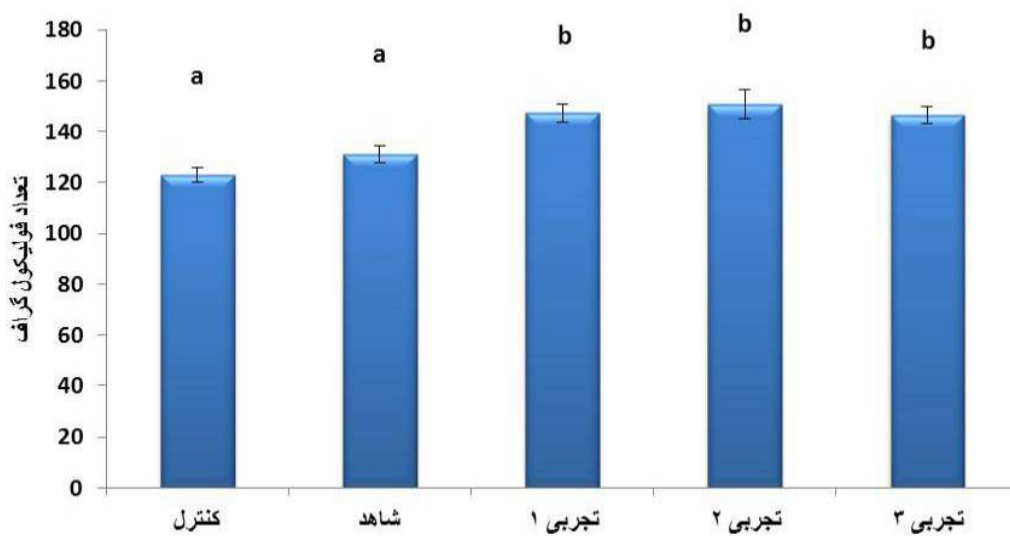 180
160
140
120
100
80
60
40
20
0
تعداد فولیکول گراف
a
a
b
b
b
کنترل
شاهد
تجربی ۱
تجربی ۲
تجربی ۳